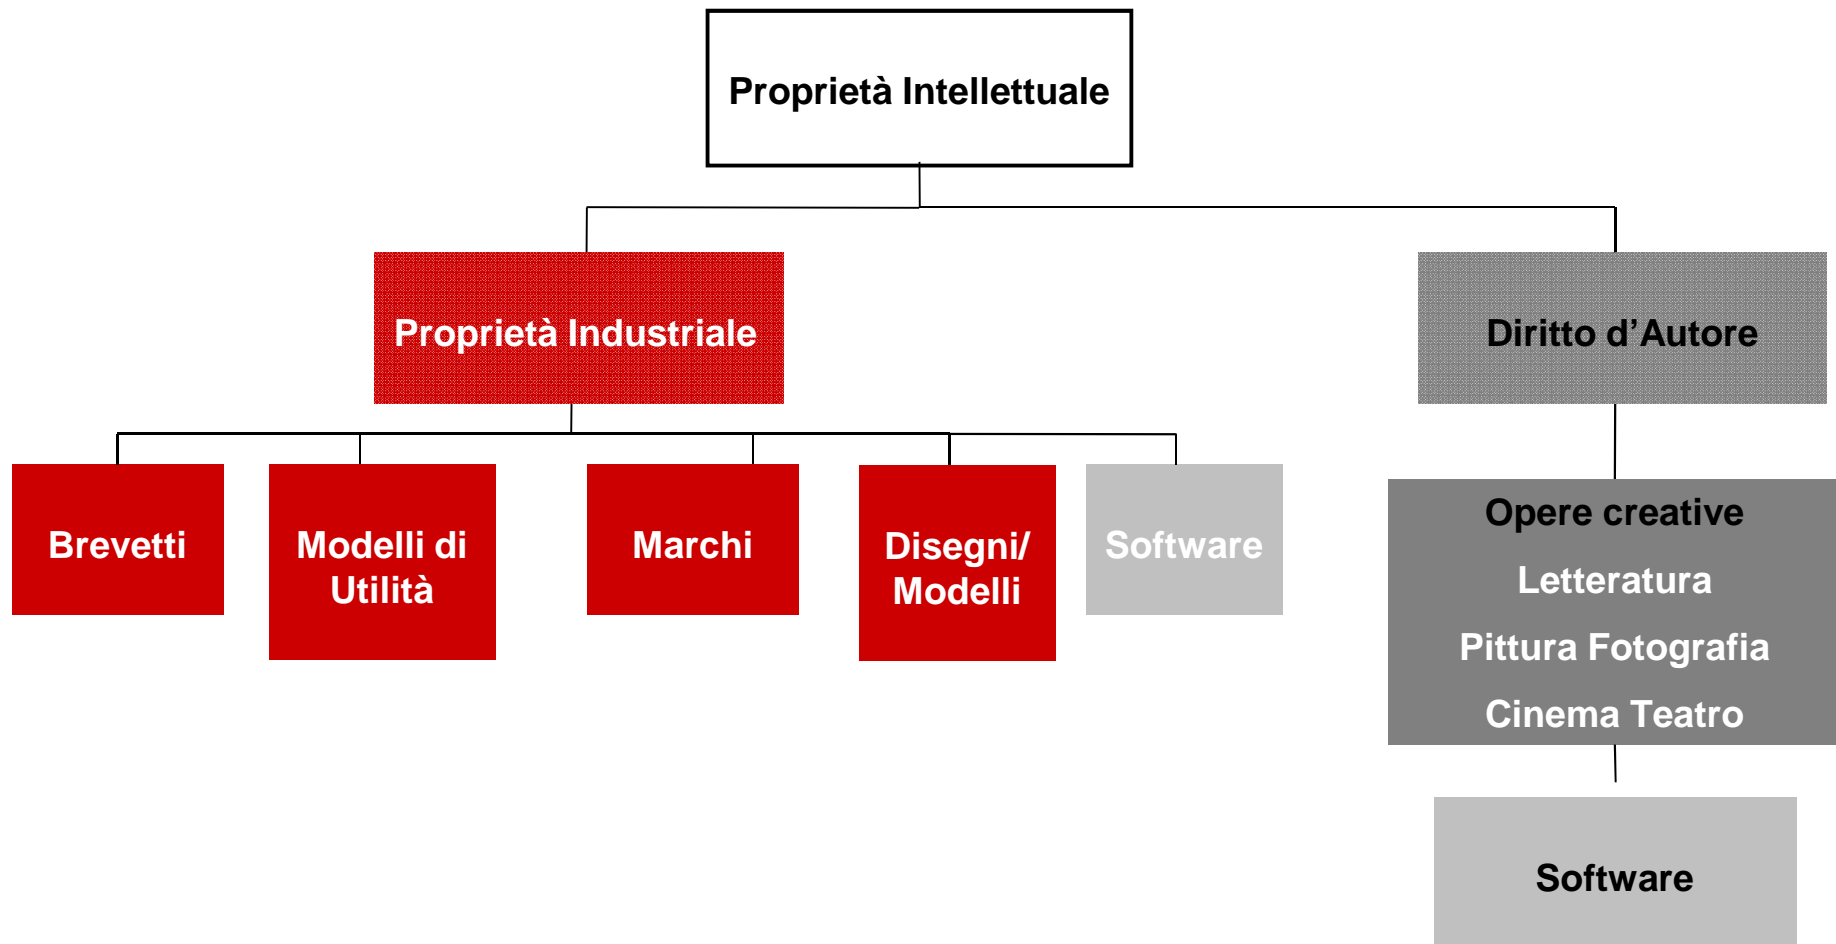 Proprietà Intellettuale
Proprietà Industriale
Diritto d’Autore
Brevetti
Modelli di
Utilità
Marchi
Disegni/
Modelli
Software
Opere creative
Letteratura
Pittura Fotografia
Cinema Teatro
Software